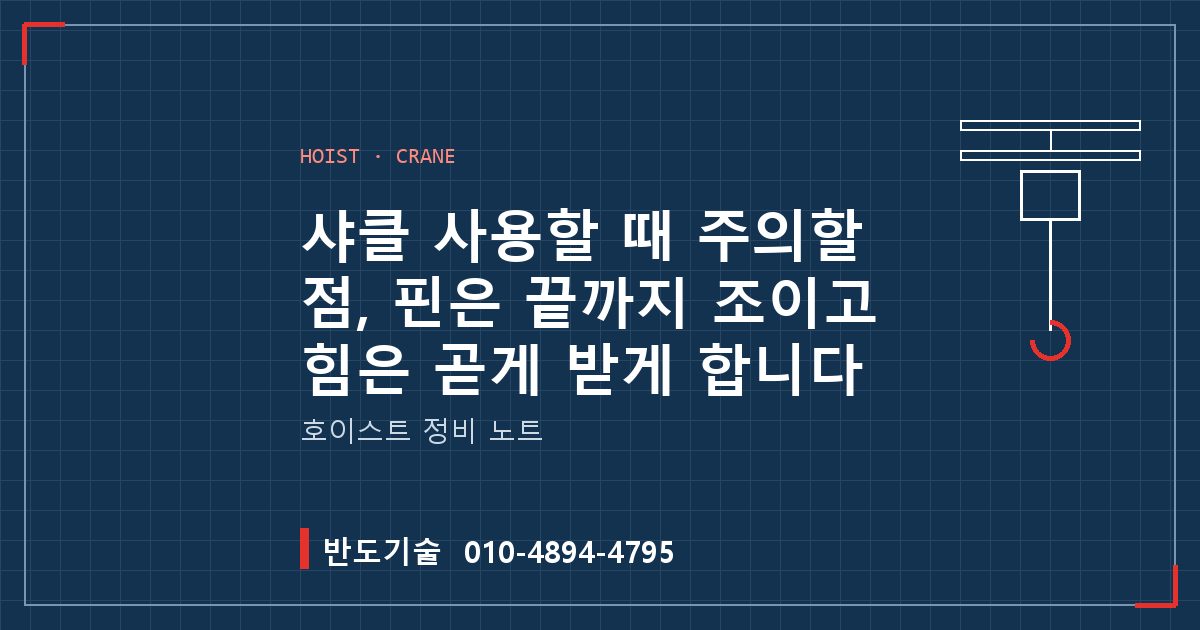 HOIST · CRANE
샤클 사용할 때 주의할
점, 핀은 끝까지 조이고
힘은 곧게 받게 합니다
호이스트 정비 노트
반도기술 010-4894-4795